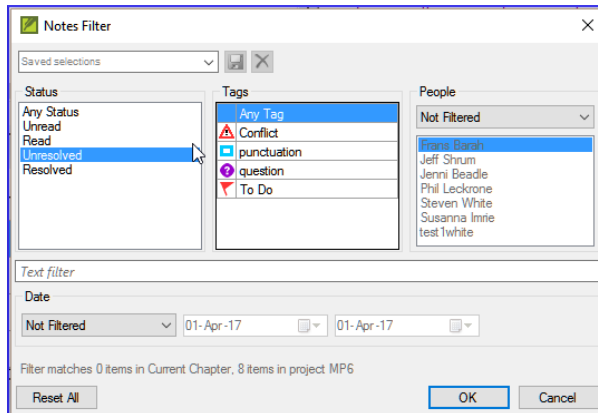 Notes Filter
Saved selections
Status
Any Status
Unread
Read
Unresolved
Resolved
Tags
Any Tag
Conflict
punctuation
question
To Do
People
Not Filtered
Frans Barah
Jeff Shrum
Jenni Beadle
Phil Leckrone
Steven White
Susanna Imrie
test1white
Text filter
Date
Not Filtered 01-Apr-17 01-Apr-17
Filter matches 0 items in Current Chapter, 8 items in project MP6
Reset All OK Cancel